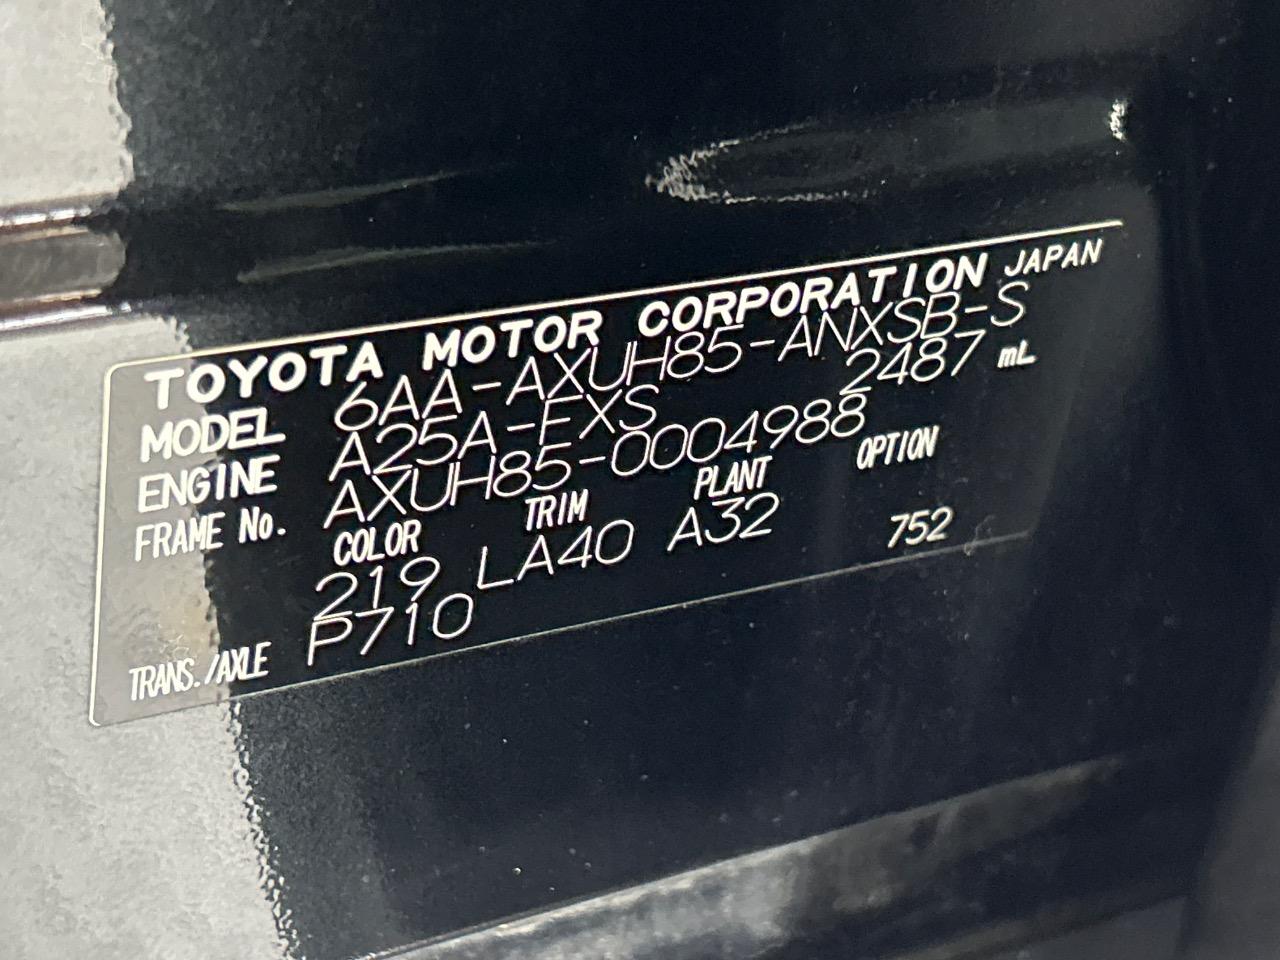 TOYOTA MOTOR CORPORATION JAPAN
MODEL 6AA-AXUH85-ANXSB-S
ENGINE A25A-FXS 2487 mL
FRAME No. AXUH85-0004988
COLOR TRIM PLANT OPTION
219 LA40 A32 752
TRANS./AXLE P710